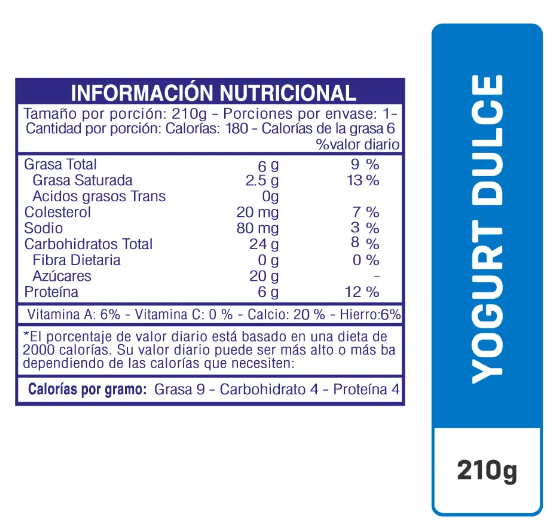 INFORMACIÓN NUTRICIONAL
Tamaño por porción: 210g - Porciones por envase: 1-
Cantidad por porción: Calorías: 180 - Calorías de la grasa 6
%valor diario
Grasa Total 6 g 9 %
Grasa Saturada 2.5 g 13 %
Acidos grasos Trans 0g
Colesterol 20 mg 7 %
Sodio 80 mg 3 %
Carbohidratos Total 24 g 8 %
Fibra Dietaria 0 g 0 %
Azúcares 20 g -
Proteína 6 g 12 %
Vitamina A: 6% - Vitamina C: 0 % - Calcio: 20 % - Hierro:6%
*El porcentaje de valor diario está basado en una dieta de
2000 calorías. Su valor diario puede ser más alto o más ba
dependiendo de las calorías que necesiten:
Calorías por gramo: Grasa 9 - Carbohidrato 4 - Proteína 4
YOGURT DULCE
210g